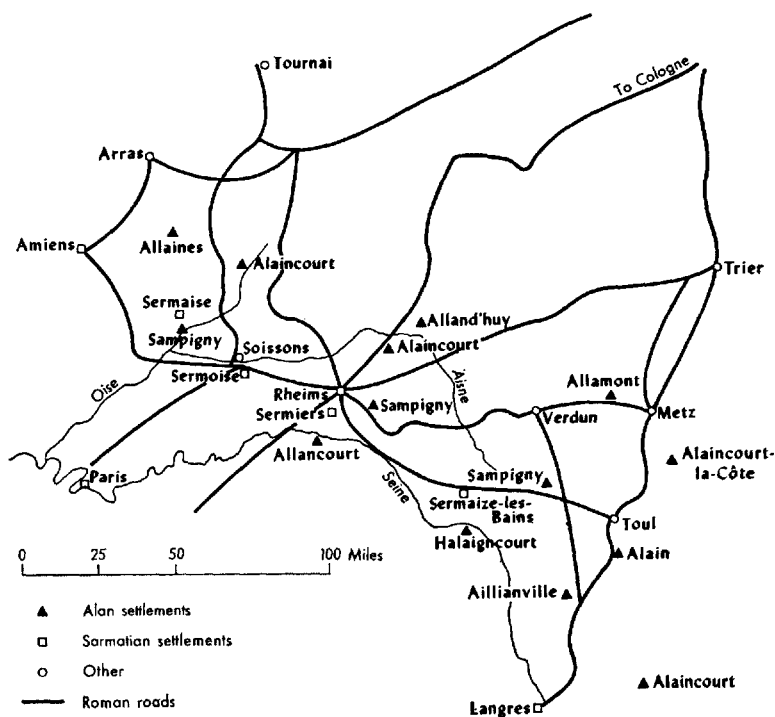 Tournai
To Cologne
Arras
Amiens
Allaines
Alaincourt
Trier
Sermaise
Sampigny
Alland'huy
Soissons
Alaincourt
Oise
Sermoise
Aisne
Rheims
Allamont
Sermiers
Sampigny
Verdun
Metz
Allancourt
Alaincourt-
la-Côte
Paris
Seine
Sampigny
Sermaize-les-
Bains
Toul
Halaigncourt
Alain
0 25 50 100 Miles
Aillianville
▲ Alan settlements
□ Sarmatian settlements
○ Other
Roman roads
Alaincourt
Langres